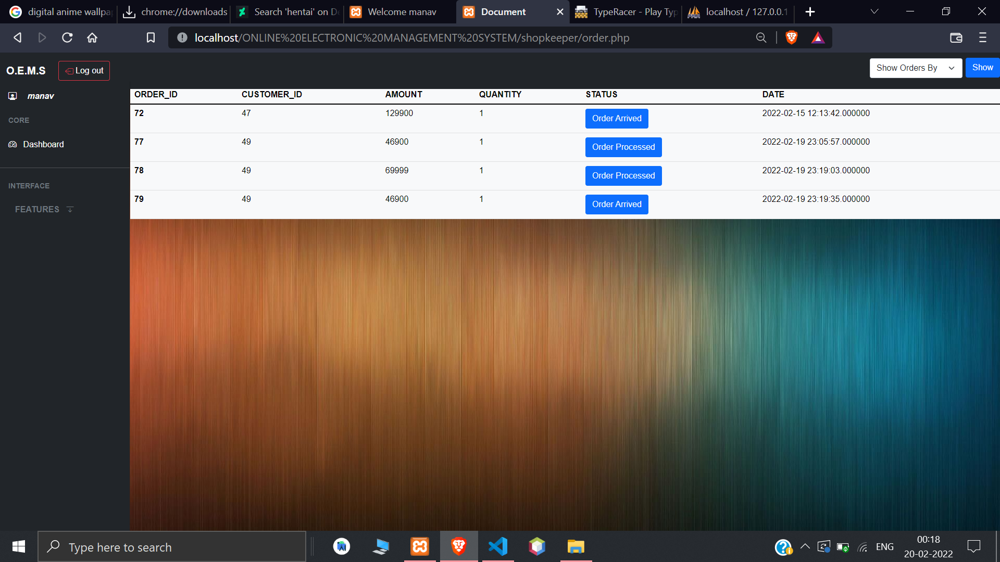 digital anime wallpa
chrome://downloads
Search 'hentai' on De
Welcome manav
Document
TypeRacer - Play Typ
localhost / 127.0.0.1
localhost/ONLINE%20ELECTRONIC%20MANAGEMENT%20SYSTEM/shopkeeper/order.php
O.E.M.S
Log out
Show Orders By
Show
manav
CORE
Dashboard
INTERFACE
FEATURES
ORDER_ID CUSTOMER_ID AMOUNT QUANTITY STATUS DATE
72 47 129900 1 Order Arrived 2022-02-15 12:13:42.000000
77 49 46900 1 Order Processed 2022-02-19 23:05:57.000000
78 49 69999 1 Order Processed 2022-02-19 23:19:03.000000
79 49 46900 1 Order Arrived 2022-02-19 23:19:35.000000
Type here to search
ENG
00:18
20-02-2022